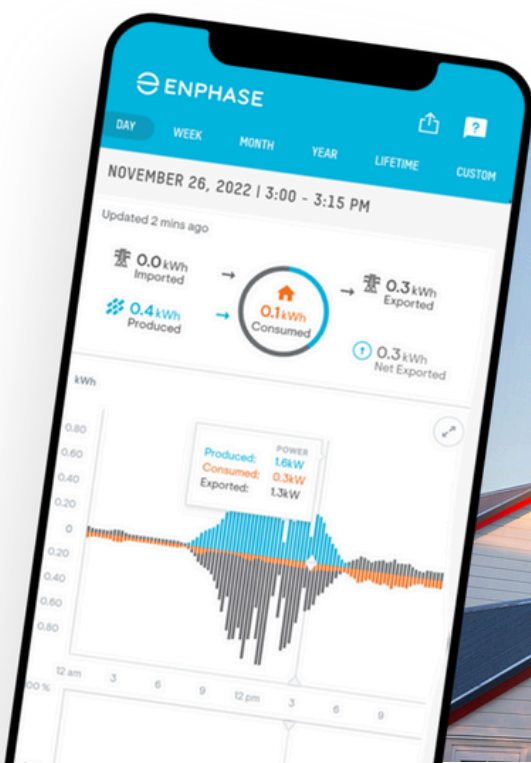 ENPHASE
DAY WEEK MONTH YEAR LIFETIME CUSTOM
NOVEMBER 26, 2022 | 3:00 - 3:15 PM
Updated 2 mins ago
0.0 kWh
Imported
0.3 kWh
Exported
0.1 kWh
Consumed
0.4 kWh
Produced
0.3 kWh
Net Exported
kWh
POWER
Produced: 1.6kW
Consumed: 0.3kW
Exported: 1.3kW
0.80
0.60
0.40
0.20
0
0.20
0.40
0.60
0.80
12 am 3 6 9 12 pm 3 6 9
00 %